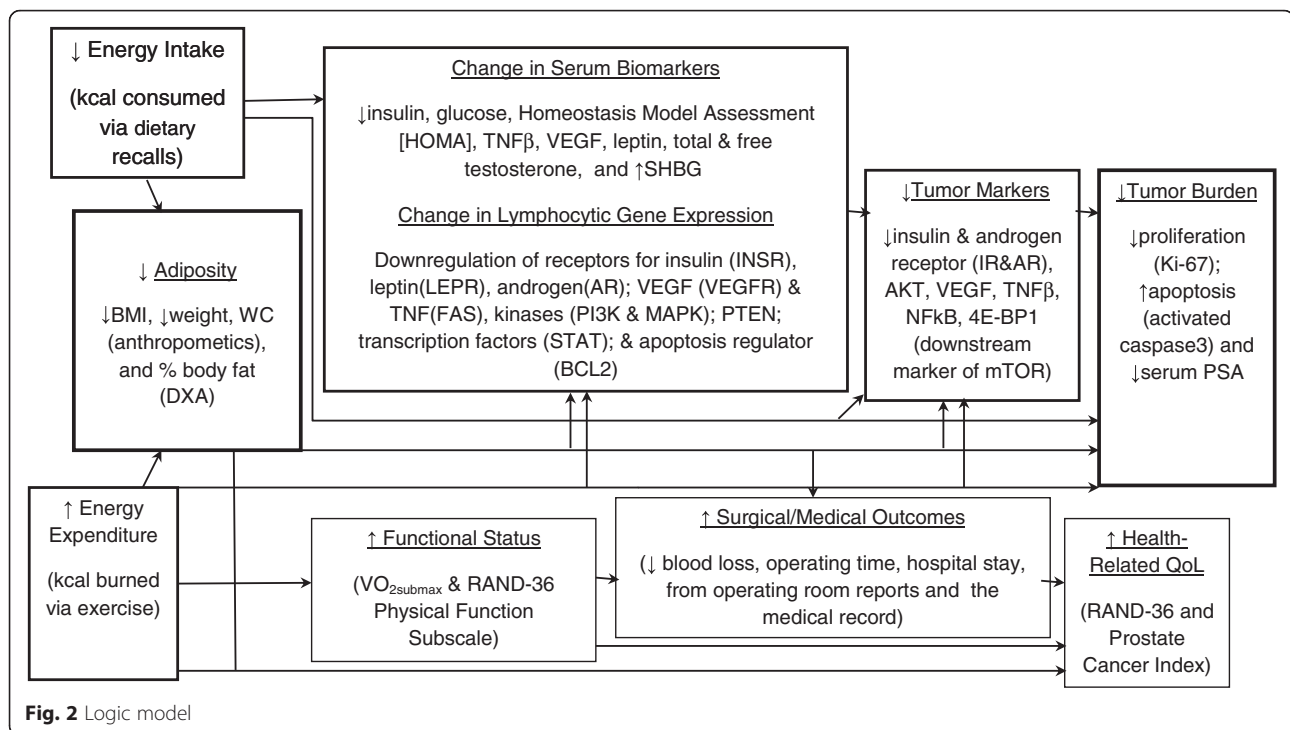 ↓ Energy Intake
(kcal consumed
via dietary
recalls)
Change in Serum Biomarkers
↓insulin, glucose, Homeostasis Model Assessment
[HOMA], TNFβ, VEGF, leptin, total & free
testosterone, and ↑SHBG
Change in Lymphocytic Gene Expression
Downregulation of receptors for insulin (INSR),
leptin(LEPR), androgen(AR); VEGF (VEGFR) &
TNF(FAS), kinases (PI3K & MAPK); PTEN;
transcription factors (STAT); & apoptosis regulator
(BCL2)
↓Tumor Markers
↓insulin & androgen
receptor (IR&AR),
AKT, VEGF, TNFβ,
NFkB, 4E-BP1
(downstream
marker of mTOR)
↓Tumor Burden
↓proliferation
(Ki-67);
↑apoptosis
(activated
caspase3) and
↓serum PSA
↓ Adiposity
↓BMI, ↓weight, WC
(anthropometics),
and % body fat
(DXA)
↑ Energy
Expenditure
(kcal burned
via exercise)
↑ Functional Status
(VO2submax & RAND-36
Physical Function
Subscale)
↑ Surgical/Medical Outcomes
(↓ blood loss, operating time, hospital stay,
from operating room reports and the
medical record)
↑ Health-
Related QoL
(RAND-36 and
Prostate
Cancer Index)
Fig. 2 Logic model